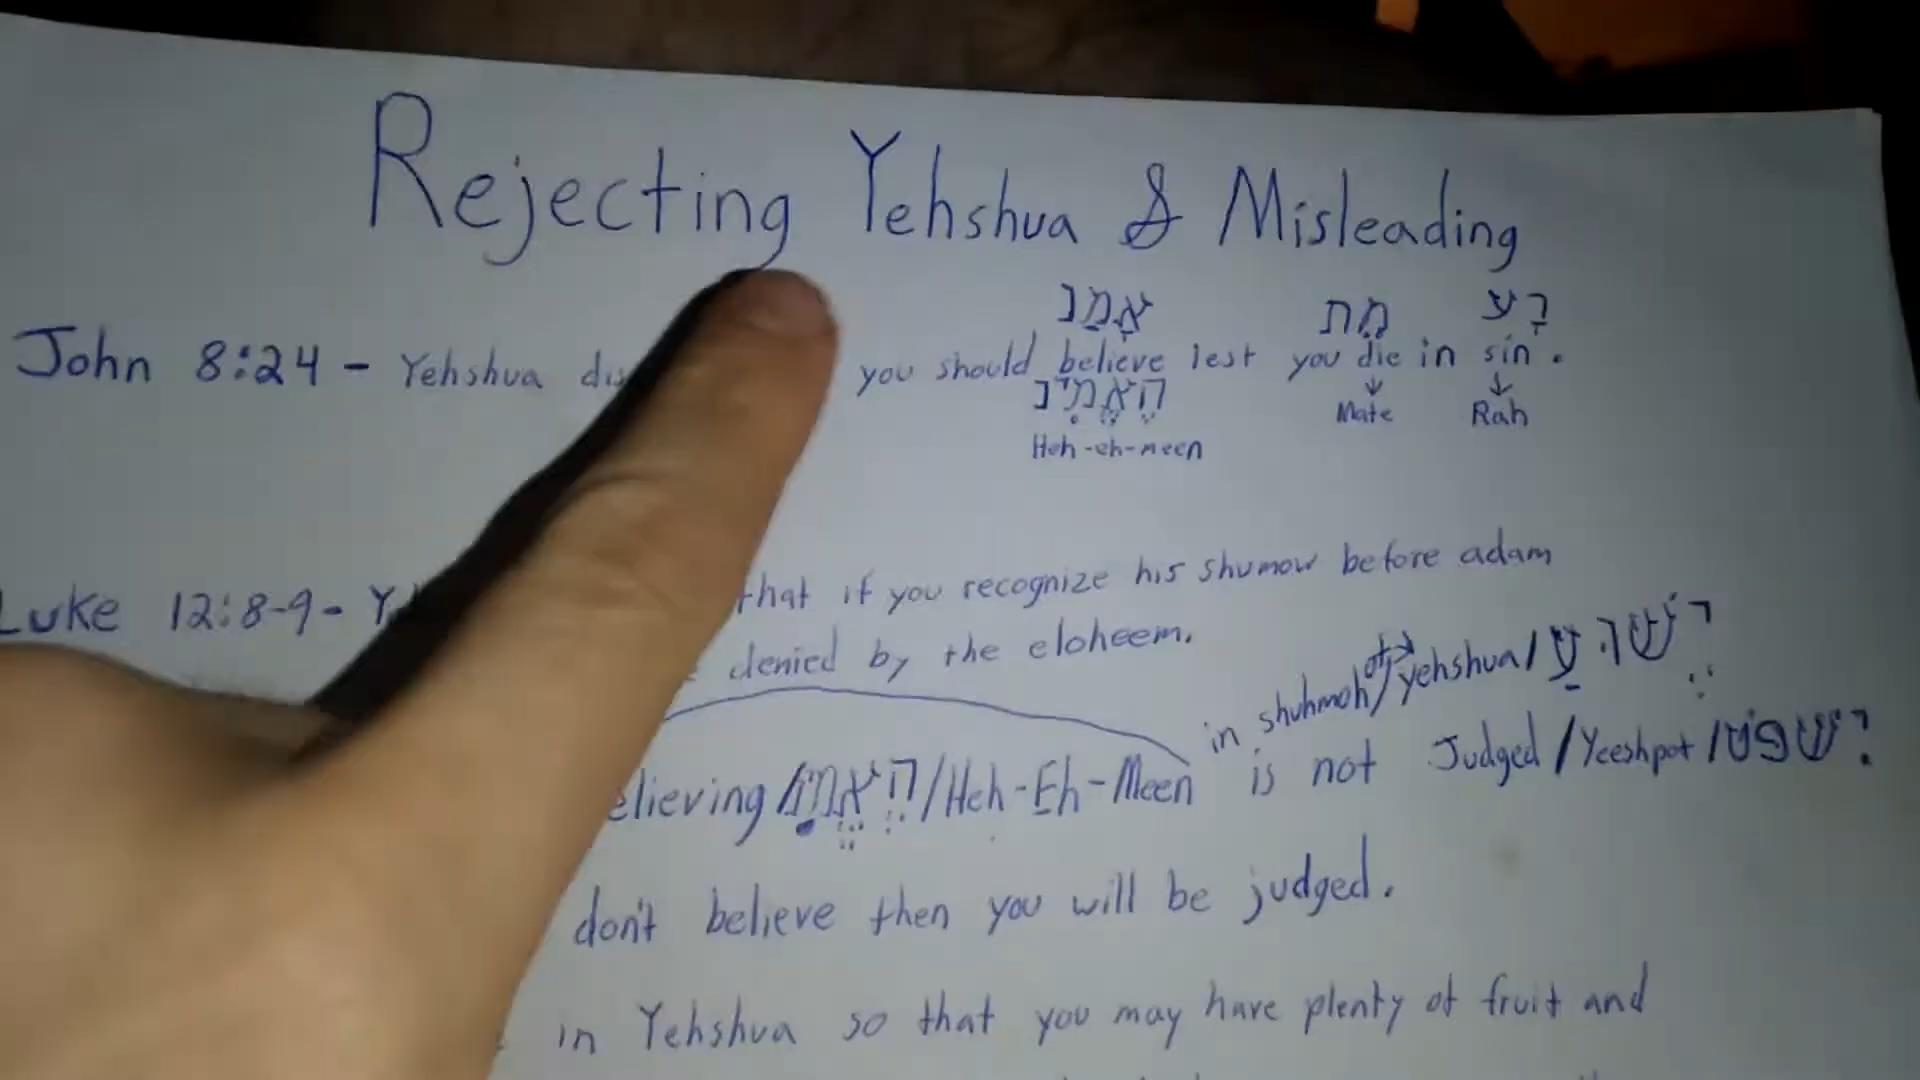 Rejecting Yehshua & Misleading
אָמַנ מֵת רָע
John 8:24 - Yehshua you should believe lest you die in sin.
הֶאֱמִינ ↓ ↓
Mate Rah
Heh-eh-meen
Luke 12:8-9 - that if you recognize his shumow before adam
denied by the eloheem.
in shuhmoh/of yehshua/
elieving / /Heh-Eh-Meen is not Judged/Yeeshpot/
don't believe then you will be judged.
in Yehshua so that you may have plenty of fruit and